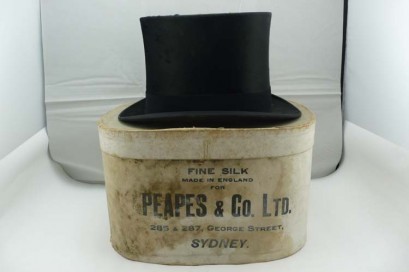 FINE SILK
MADE IN ENGLAND
FOR
PEAPES & CO. LTD.
285 & 287, GEORGE STREET,
SYDNEY.